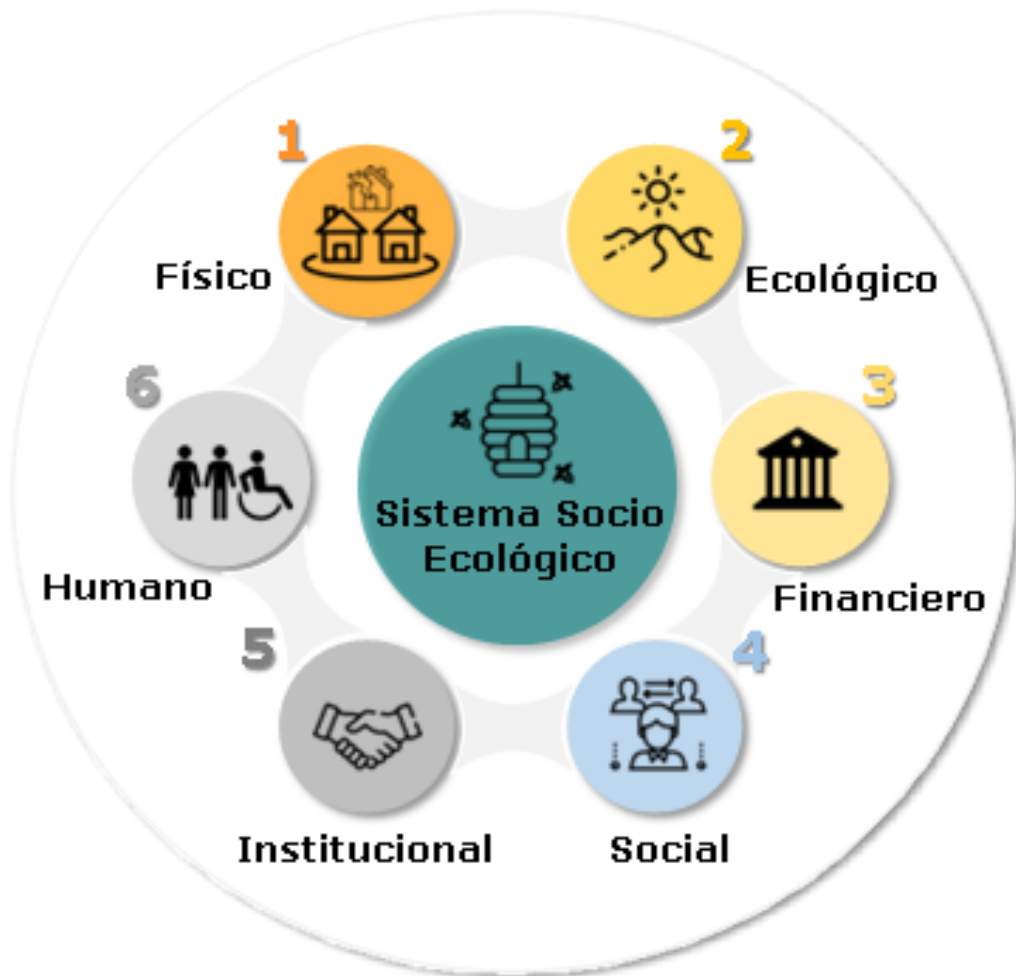 1
Físico
2
Ecológico
3
Financiero
4
Social
5
Institucional
6
Humano
Sistema Socio
Ecológico